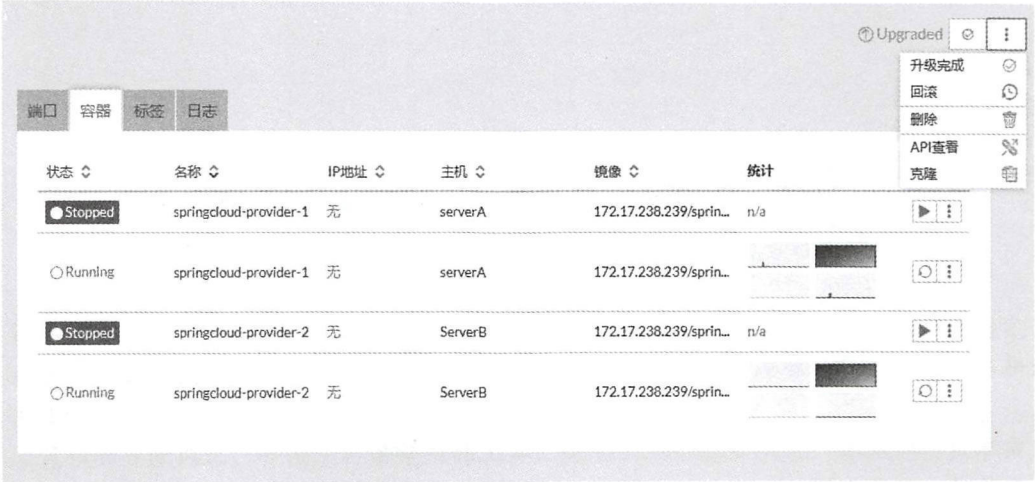 Upgraded
升级完成
回滚
删除
API查看
克隆
端口 容器 标签 日志
状态 名称 IP地址 主机 镜像 统计
Stopped springcloud-provider-1 无 serverA 172.17.238.239/sprin... n/a
Running springcloud-provider-1 无 serverA 172.17.238.239/sprin...
Stopped springcloud-provider-2 无 ServerB 172.17.238.239/sprin... n/a
Running springcloud-provider-2 无 ServerB 172.17.238.239/sprin...